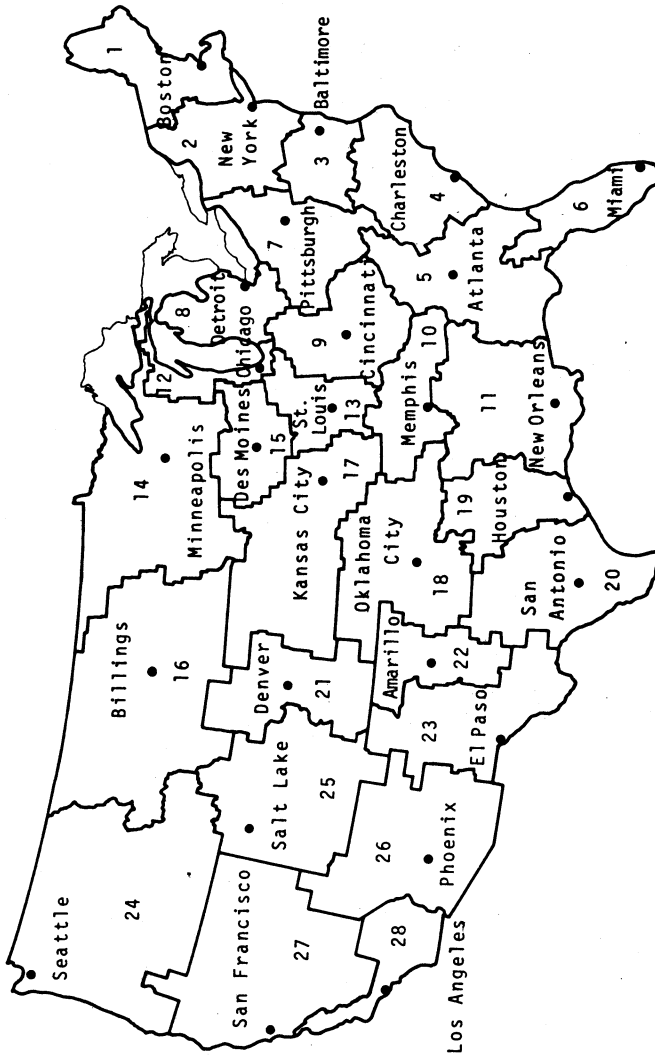 1
Boston
2
New
York
3
Baltimore
Charleston
4
5
Atlanta
6
Miami
7
Pittsburgh
8
Detroit
9
Cincinnati
10
Memphis
11
New Orleans
12
Chicago
St.
Louis
13
14
Minneapolis
Des Moines
15
Billings
16
Kansas City
17
Oklahoma
City
18
19
Houston
San
Antonio
20
Denver
21
Amarillo
22
23
El Paso
Seattle
24
Salt Lake
25
26
Phoenix
San Francisco
27
28
Los Angeles